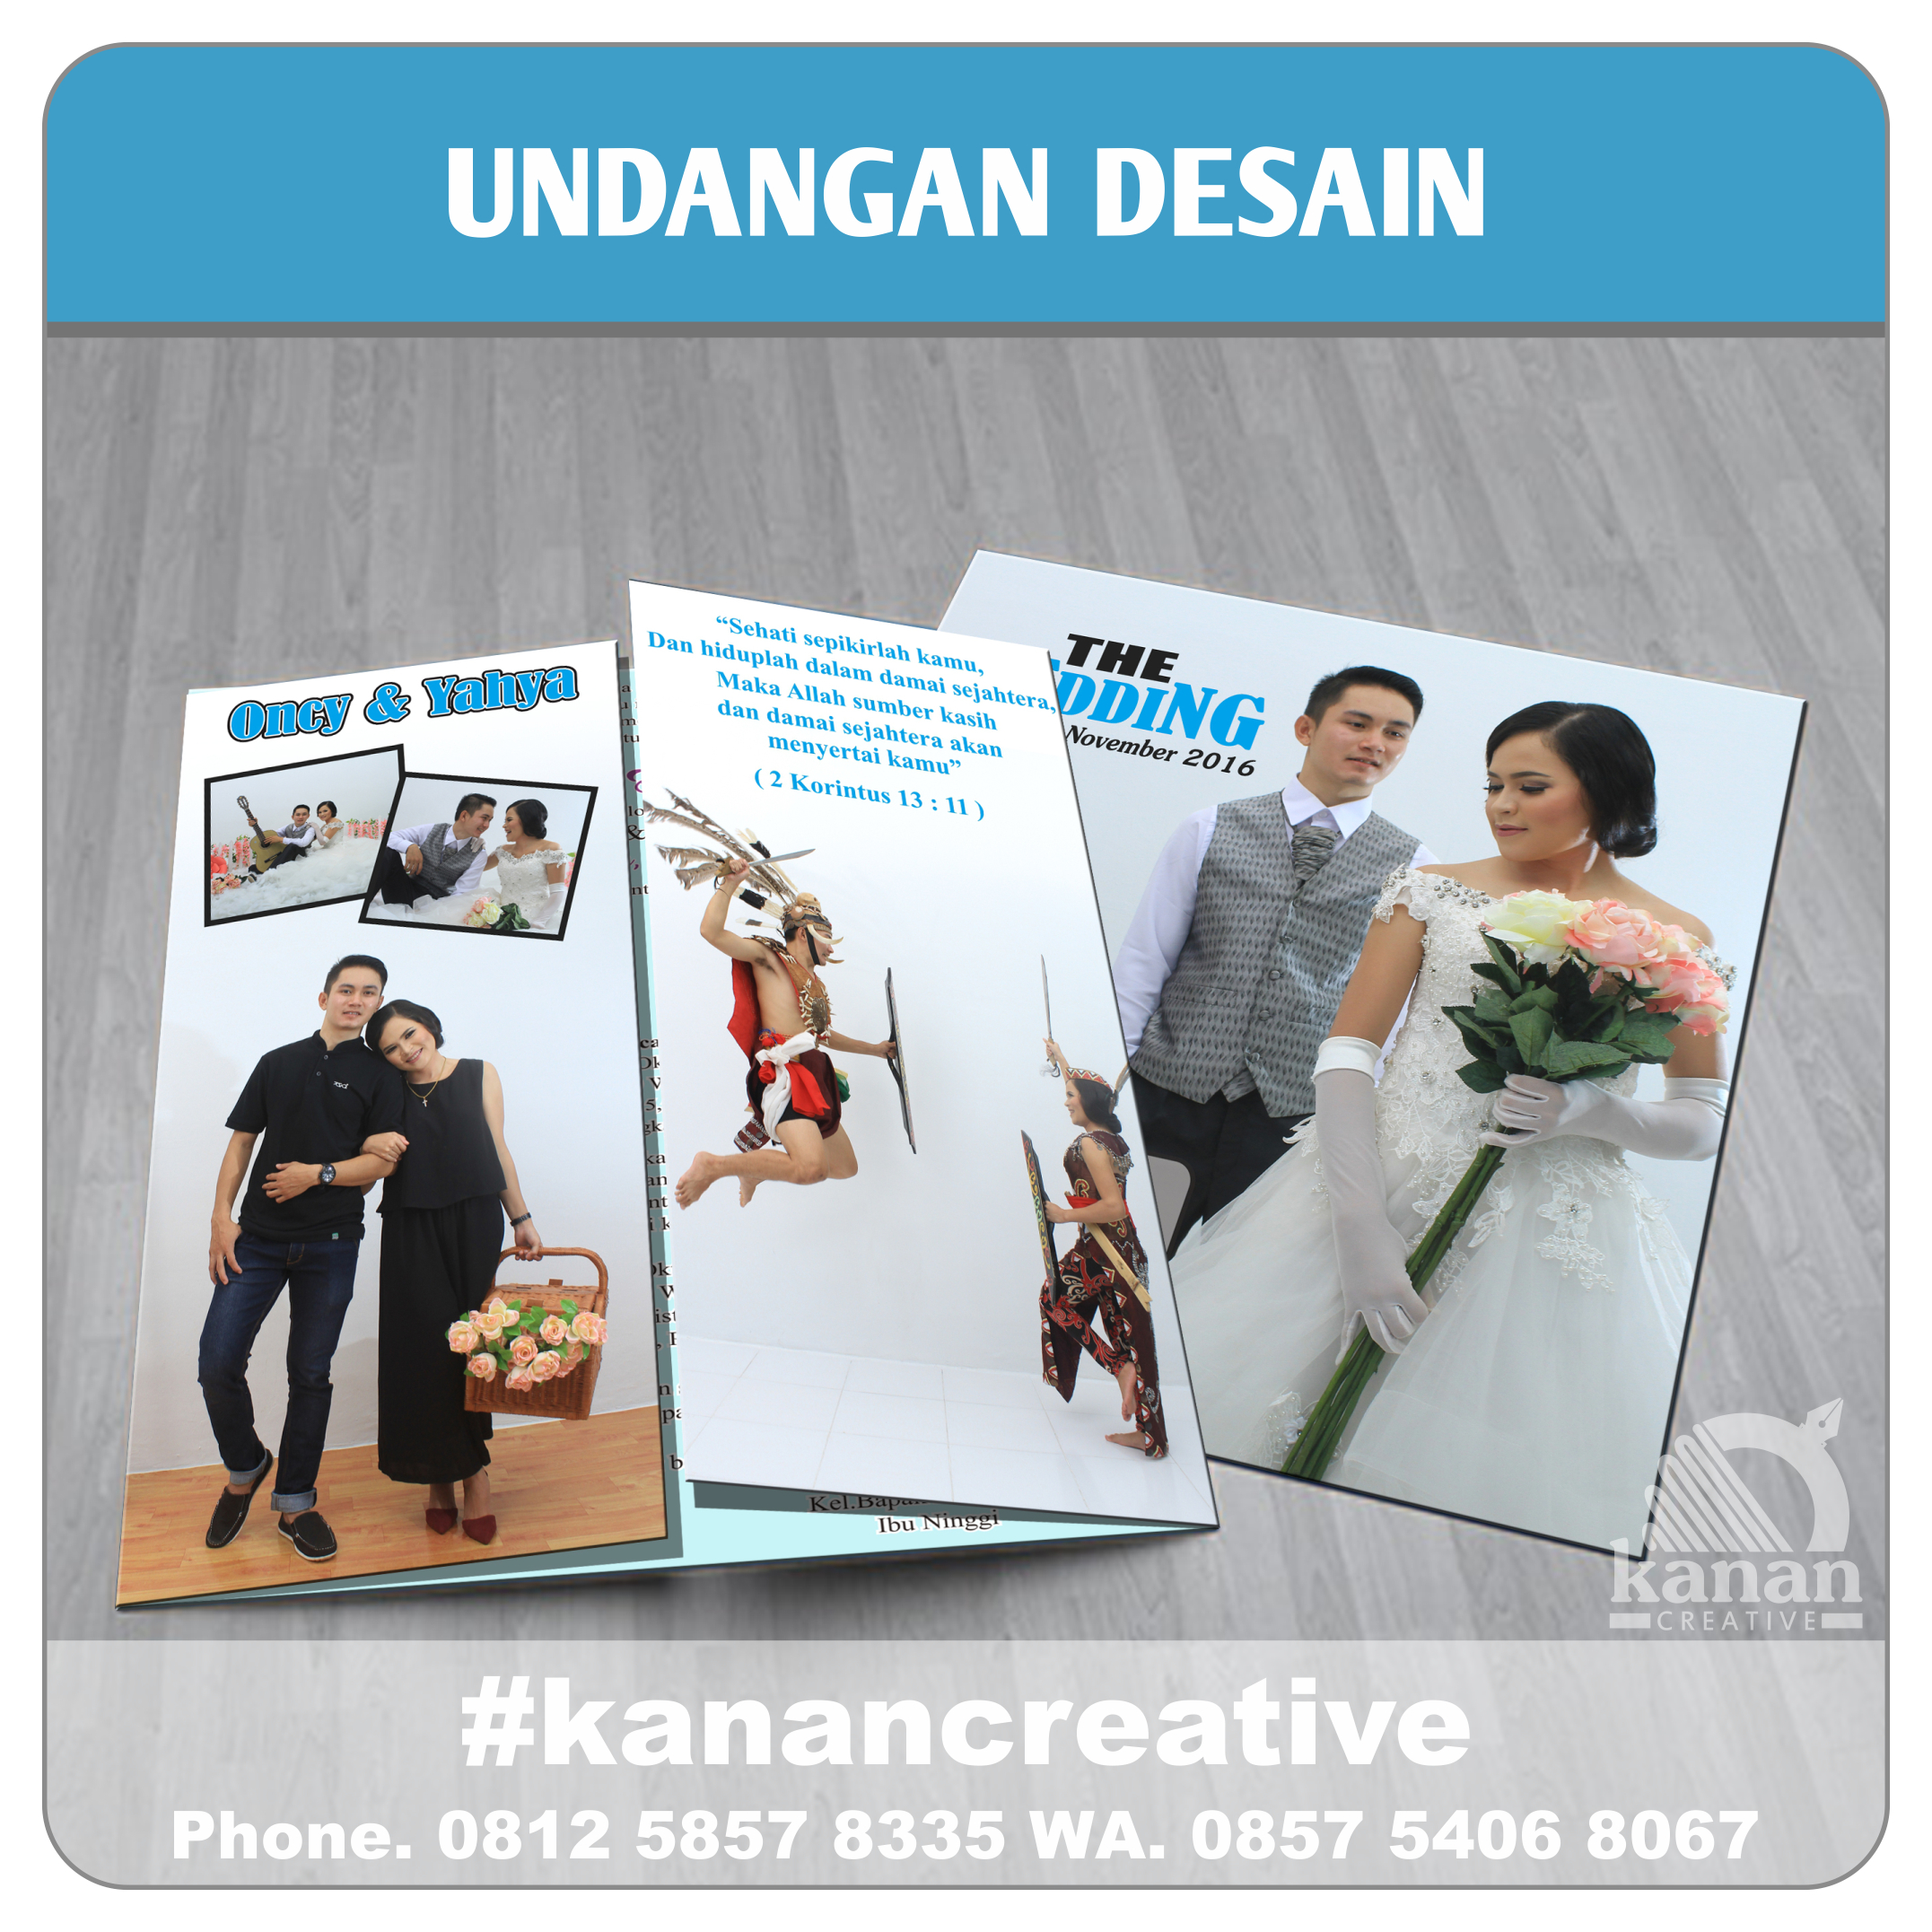 UNDANGAN DESAIN
Oncy & Yahya
“Sehati sepikirlah kamu,
Dan hiduplah dalam damai sejahtera,
Maka Allah sumber kasih
dan damai sejahtera akan
menyertai kamu”
( 2 Korintus 13 : 11 )
THE
November 2016
Ibu Ninggi
kanan
CREATIVE
#kanancreative
Phone. 0812 5857 8335 WA. 0857 5406 8067